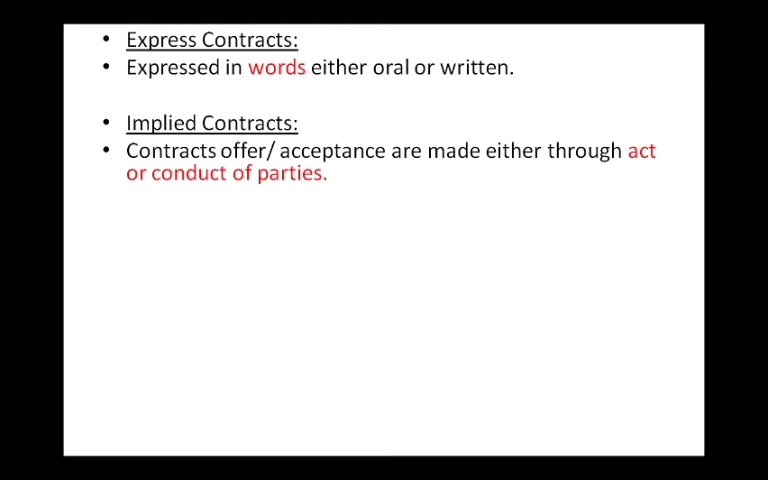 • Express Contracts:
• Expressed in words either oral or written.
• Implied Contracts:
• Contracts offer/ acceptance are made either through act
or conduct of parties.